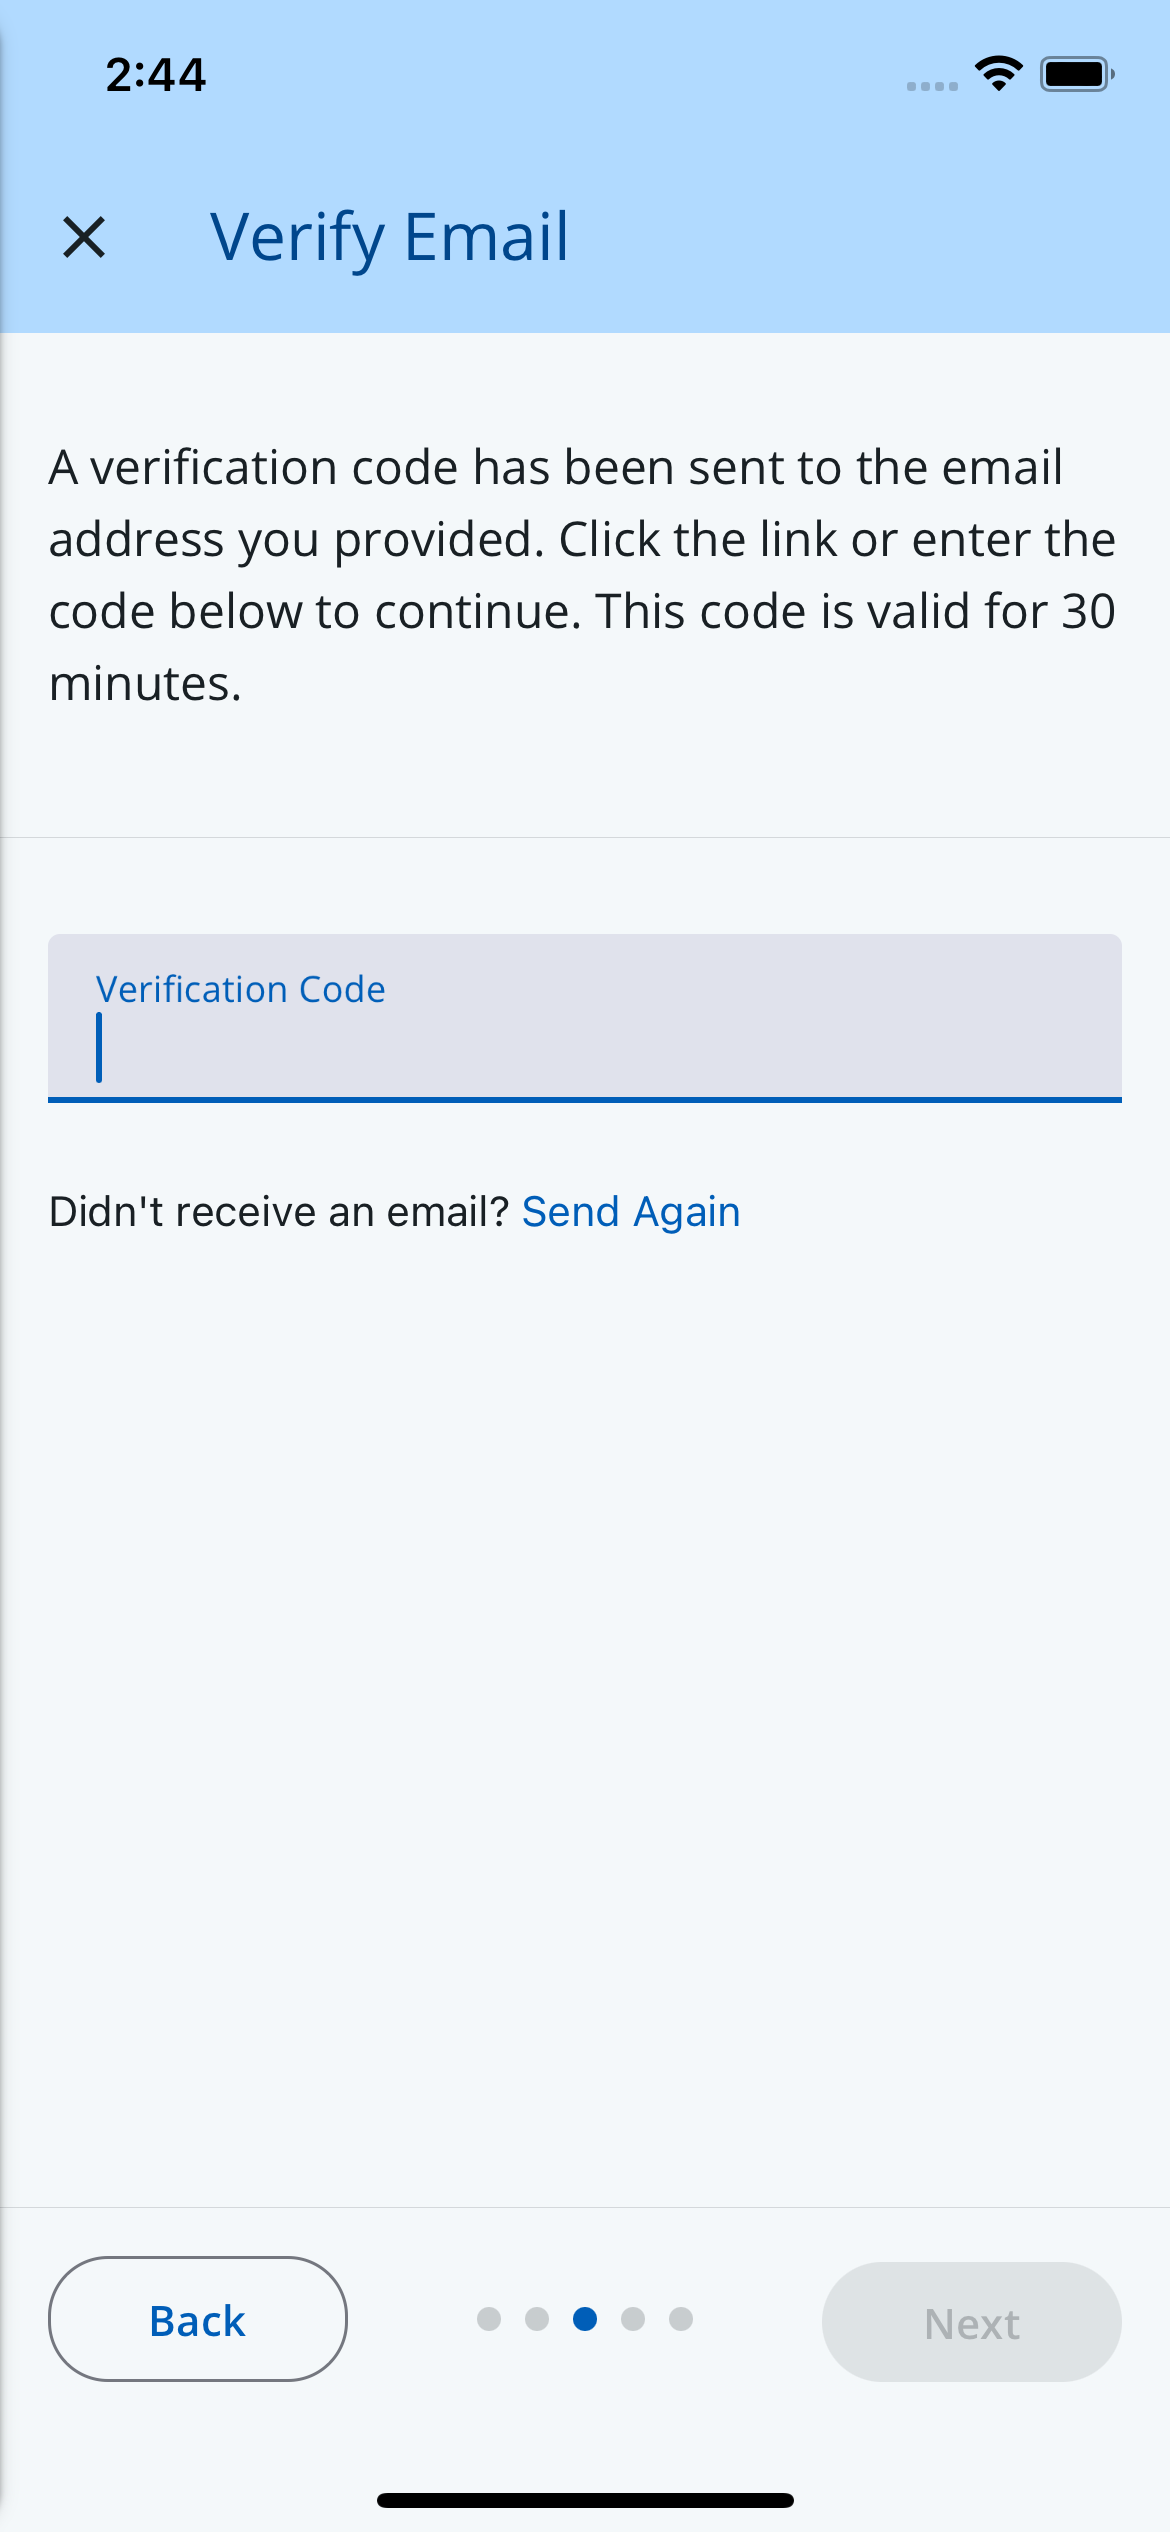 2:44
Verify Email
A verification code has been sent to the email
address you provided. Click the link or enter the
code below to continue. This code is valid for 30
minutes.
Verification Code
Didn't receive an email? Send Again
Back
Next